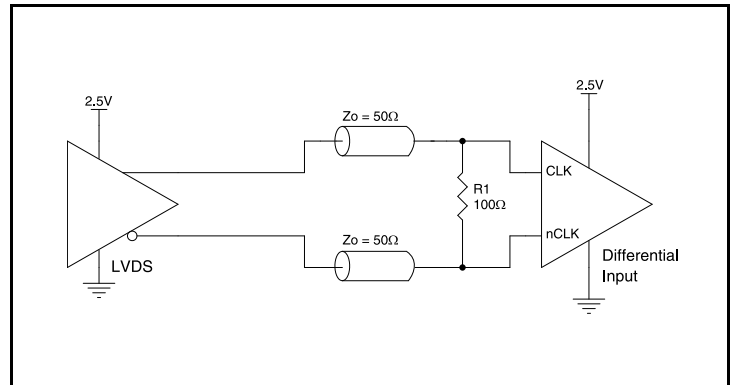 2.5V
2.5V
Zo = 50Ω
CLK
R1
100Ω
nCLK
Zo = 50Ω
LVDS
Differential
Input